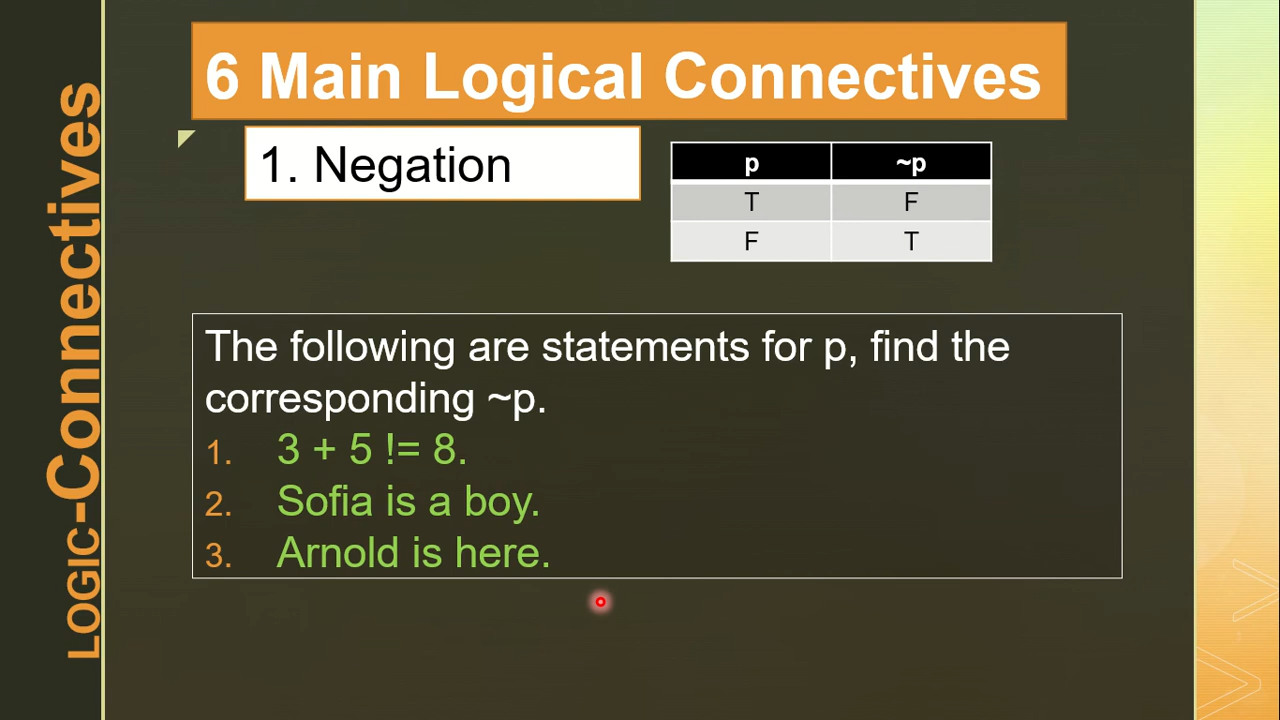 LOGIC-Connectives
6 Main Logical Connectives
1. Negation
p ~p
T F
F T
The following are statements for p, find the
corresponding ~p.
1. 3 + 5 != 8.
2. Sofia is a boy.
3. Arnold is here.